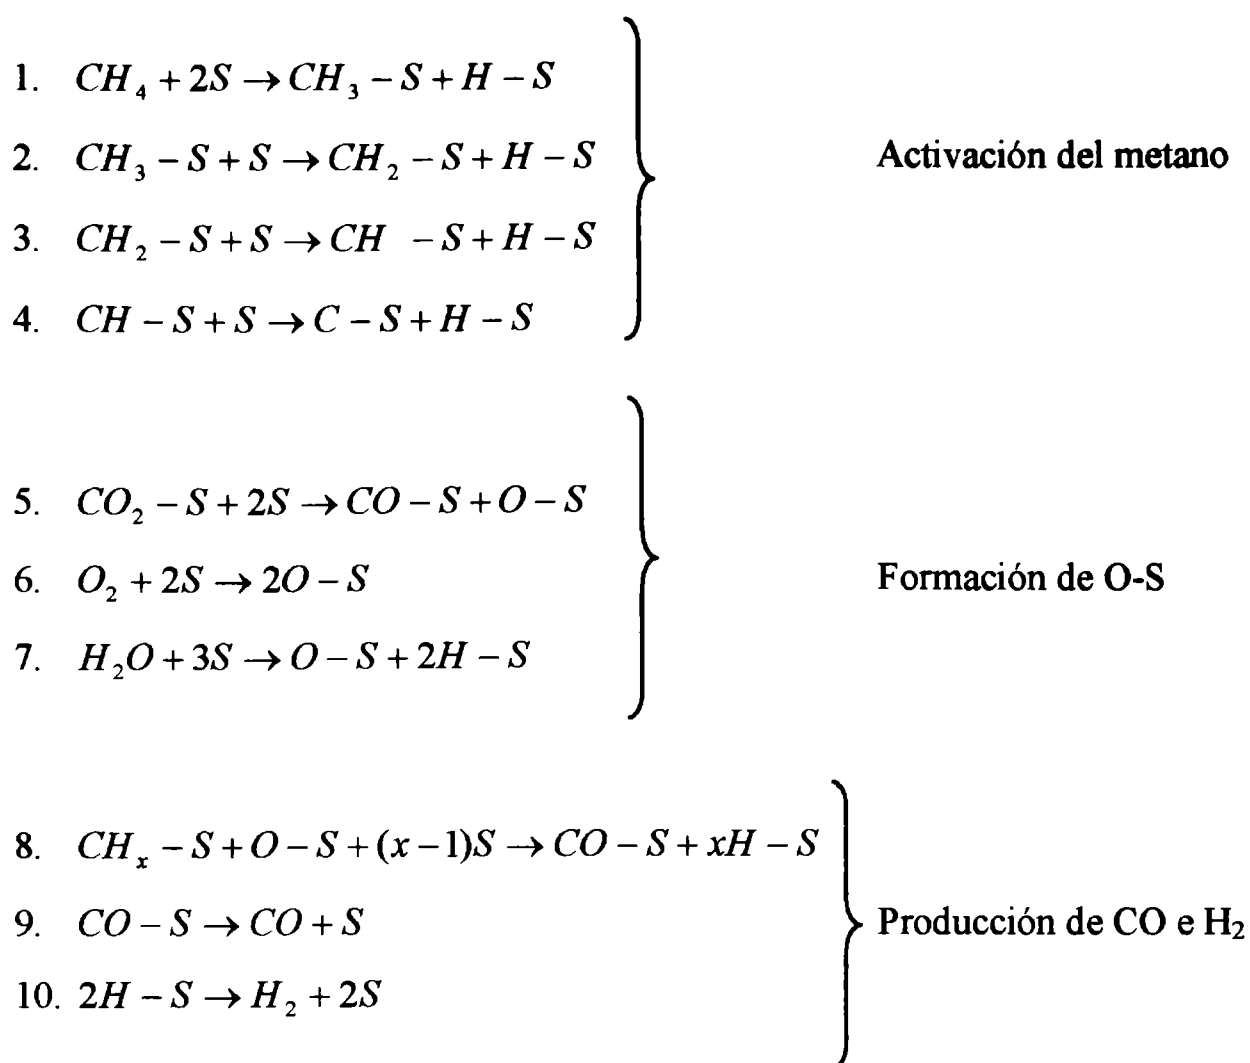 1. CH₄ + 2S → CH₃ − S + H − S
2. CH₃ − S + S → CH₂ − S + H − S
Activación del metano
3. CH₂ − S + S → CH − S + H − S
4. CH − S + S → C − S + H − S
5. CO₂ − S + 2S → CO − S + O − S
6. O₂ + 2S → 2O − S
Formación de O-S
7. H₂O + 3S → O − S + 2H − S
8. CHₓ − S + O − S + (x − 1)S → CO − S + xH − S
9. CO − S → CO + S
Producción de CO e H₂
10. 2H − S → H₂ + 2S